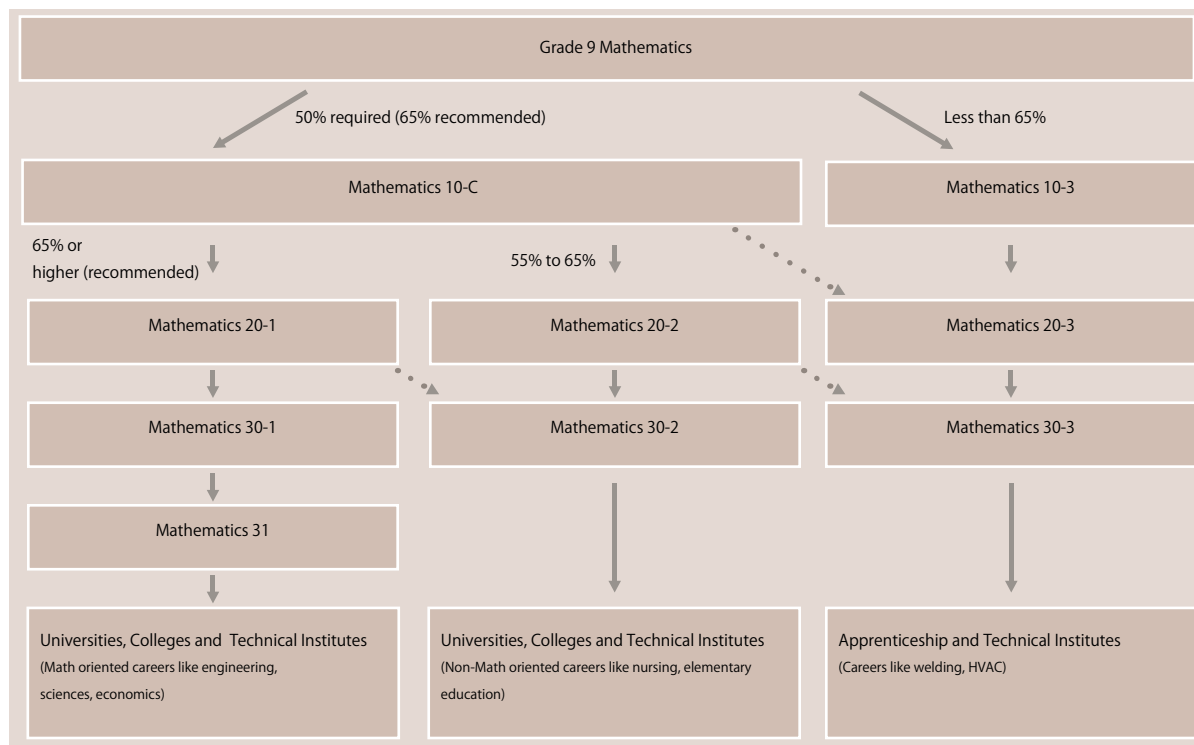 Grade 9 Mathematics
50% required (65% recommended)
Less than 65%
Mathematics 10-C
Mathematics 10-3
65% or
higher (recommended)
55% to 65%
Mathematics 20-1
Mathematics 20-2
Mathematics 20-3
Mathematics 30-1
Mathematics 30-2
Mathematics 30-3
Mathematics 31
Universities, Colleges and Technical Institutes
(Math oriented careers like engineering,
sciences, economics)
Universities, Colleges and Technical Institutes
(Non-Math oriented careers like nursing, elementary
education)
Apprenticeship and Technical Institutes
(Careers like welding, HVAC)